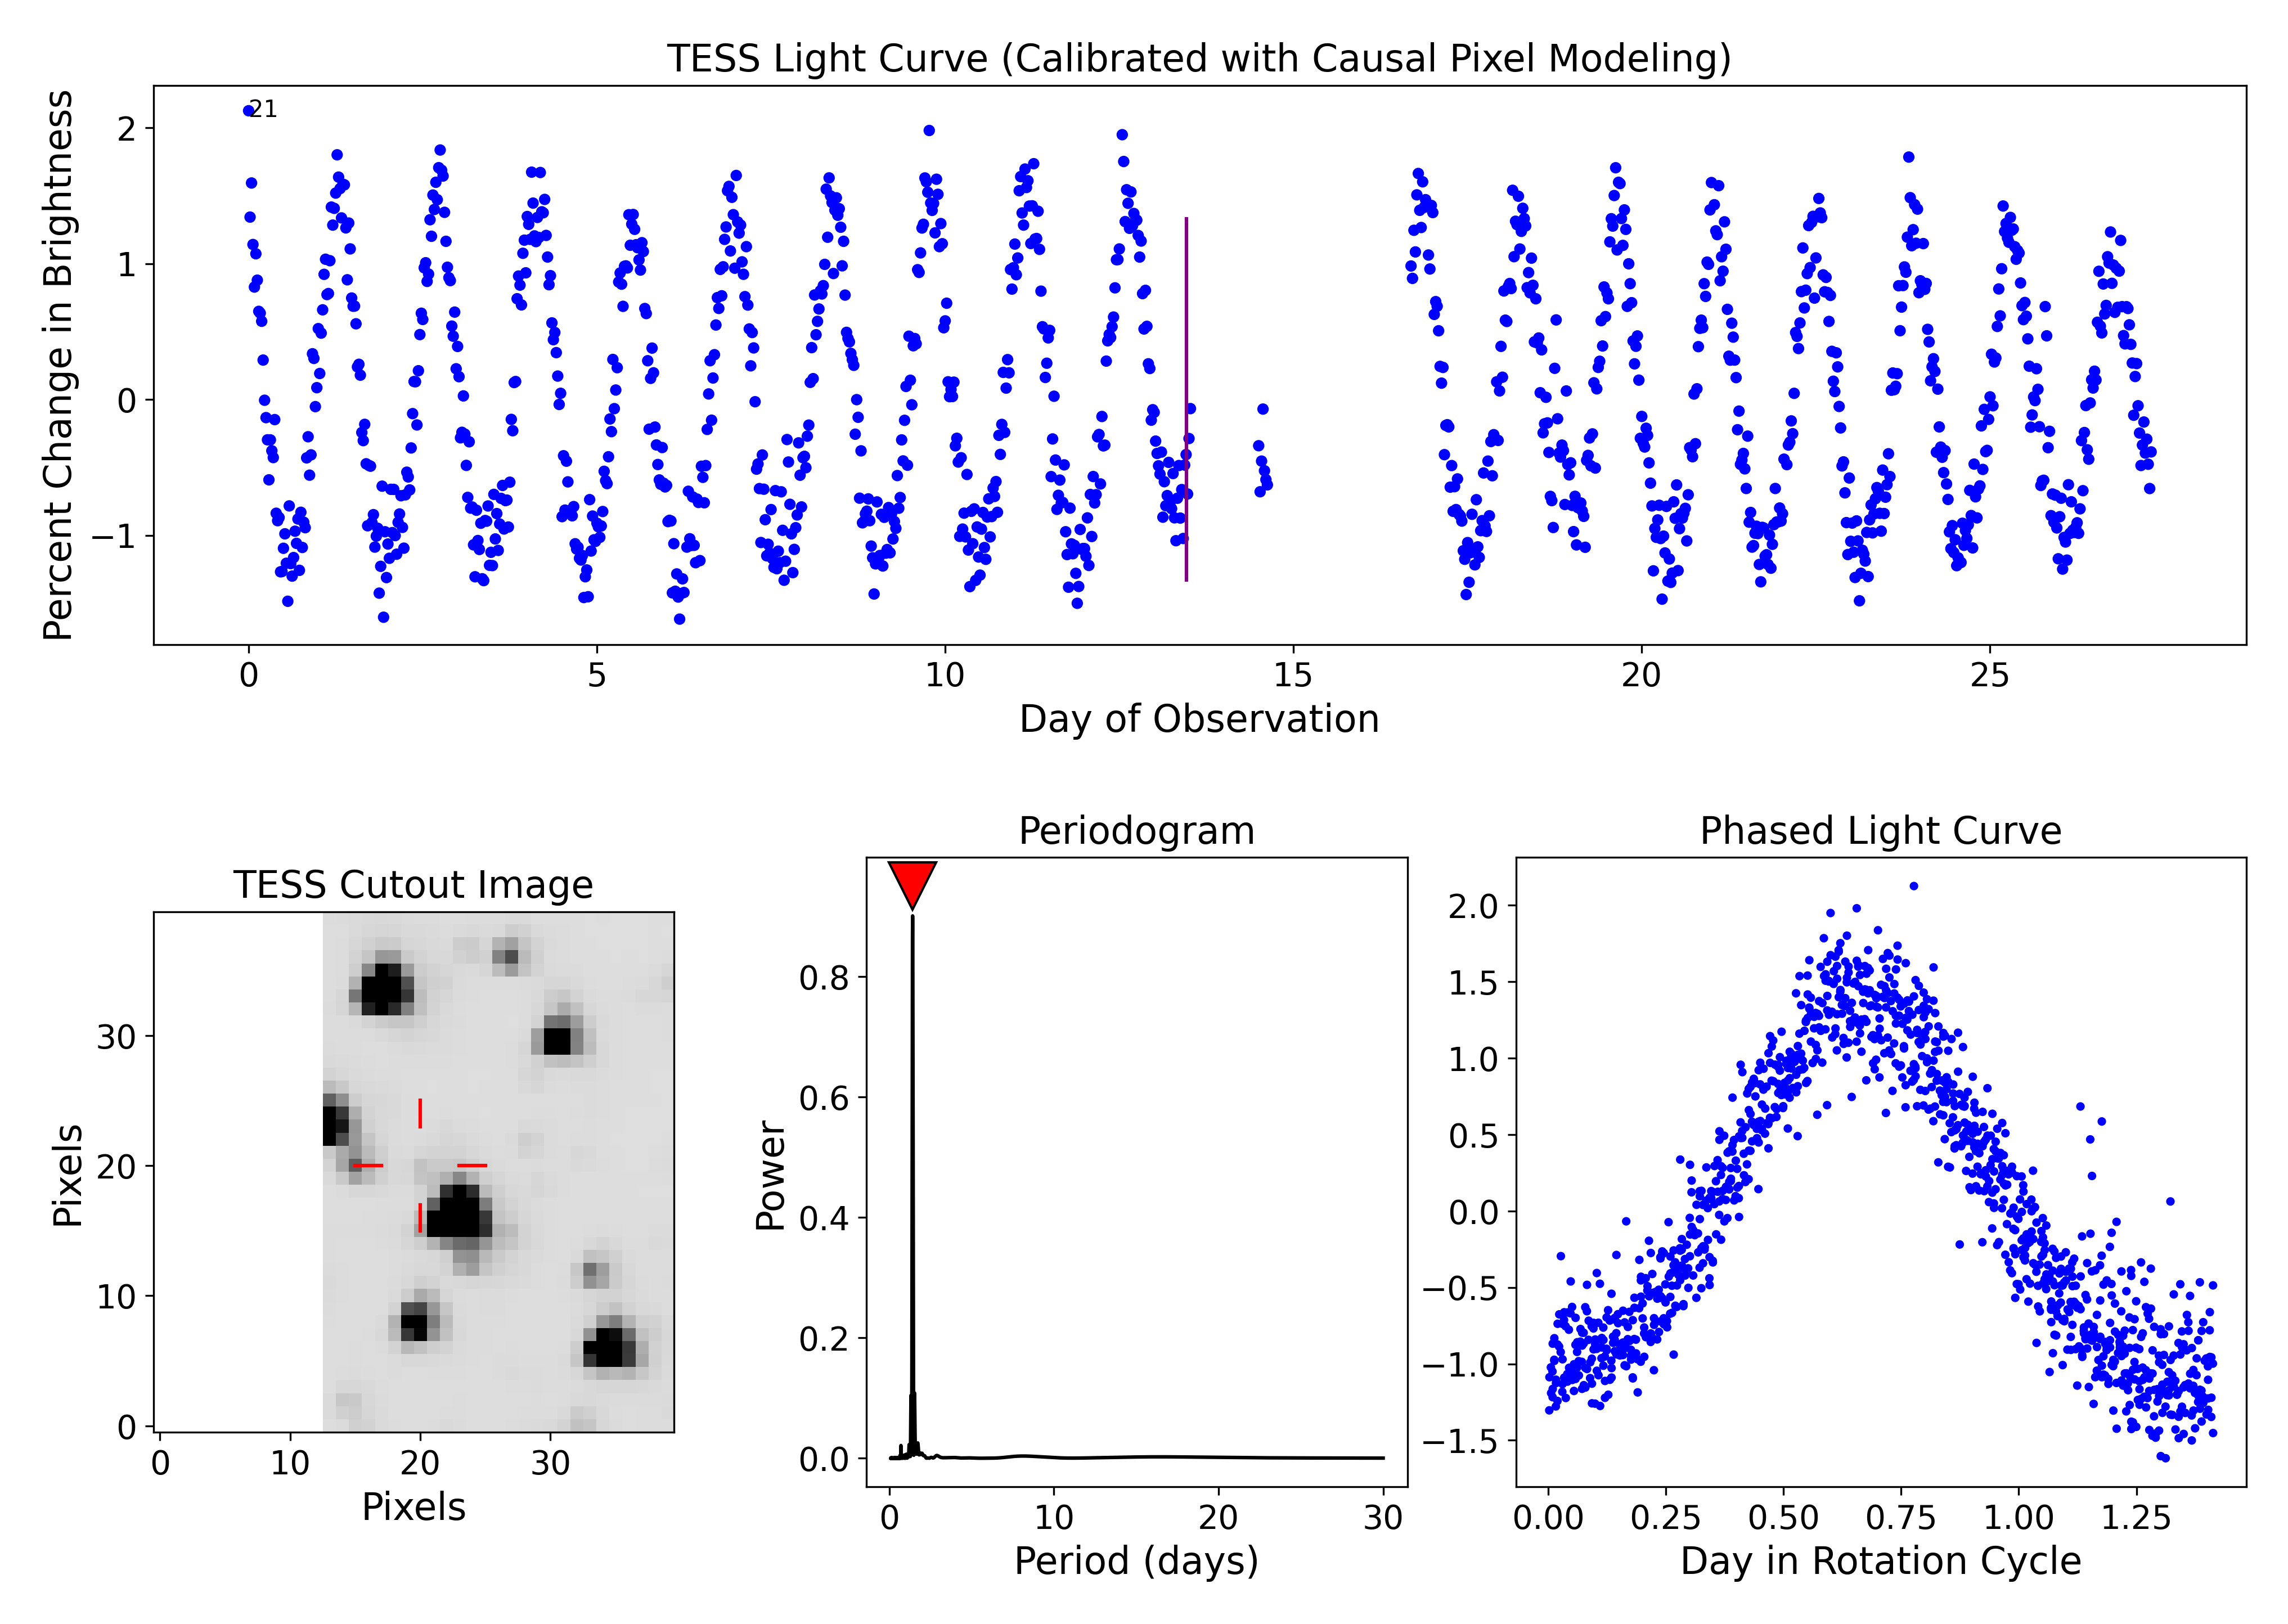 TESS Light Curve (Calibrated with Causal Pixel Modeling)
Percent Change in Brightness
2
1
0
−1
21
0 5 10 15 20 25
Day of Observation
TESS Cutout Image
Pixels
30
20
10
0
0 10 20 30
Pixels
Periodogram
Power
0.8
0.6
0.4
0.2
0.0
0 10 20 30
Period (days)
Phased Light Curve
2.0
1.5
1.0
0.5
0.0
−0.5
−1.0
−1.5
0.00 0.25 0.50 0.75 1.00 1.25
Day in Rotation Cycle